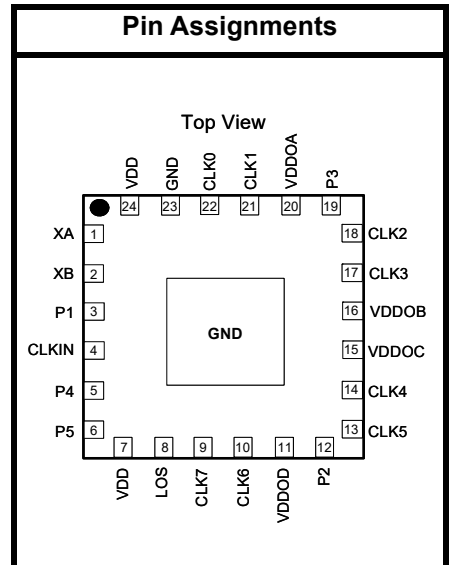 Pin Assignments
Top View
VDD
GND
CLK0
CLK1
VDDOA
P3
24
23
22
21
20
19
XA 1
XB 2
P1 3
CLKIN 4
P4 5
P5 6
18 CLK2
17 CLK3
16 VDDOB
15 VDDOC
14 CLK4
13 CLK5
GND
7
8
9
10
11
12
VDD
LOS
CLK7
CLK6
VDDOD
P2